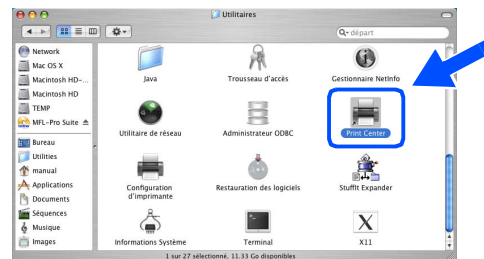 Utilitaires
départ
Network
Mac OS X
Macintosh HD-...
Macintosh HD
TEMP
MFL-Pro Suite
Bureau
Utilities
manual
Applications
Documents
Séquences
Musique
Images
Java
Trousseau d'accès
Gestionnaire NetInfo
Utilitaire de réseau
Administrateur ODBC
Print Center
Configuration
d'imprimante
Restauration des logiciels
StuffIt Expander
Informations Système
Terminal
X11
1 sur 27 sélectionné, 11.33 Go disponibles